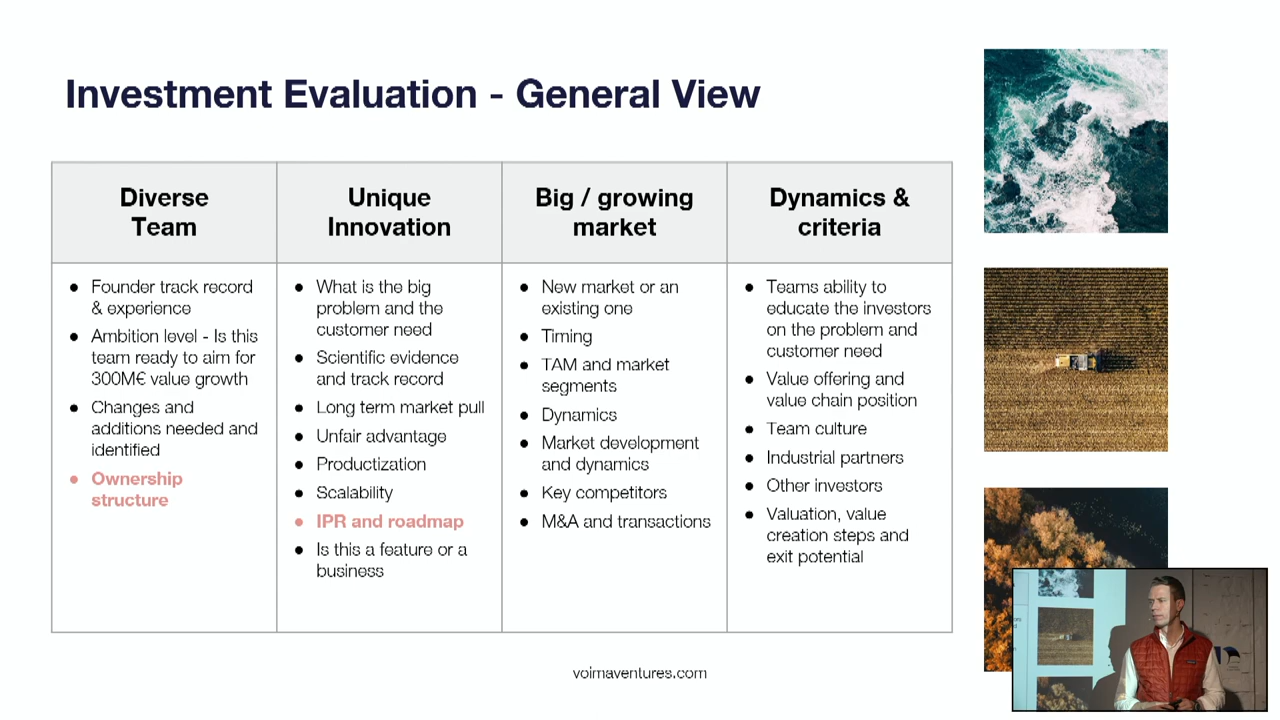 Investment Evaluation - General View
Diverse
Team
Unique
Innovation
Big / growing
market
Dynamics &
criteria
● Founder track record
& experience
● Ambition level - Is this
team ready to aim for
300M€ value growth
● Changes and
additions needed and
identified
● Ownership
structure
● What is the big
problem and the
customer need
● Scientific evidence
and track record
● Long term market pull
● Unfair advantage
● Productization
● Scalability
● IPR and roadmap
● Is this a feature or a
business
● New market or an
existing one
● Timing
● TAM and market
segments
● Dynamics
● Market development
and dynamics
● Key competitors
● M&A and transactions
● Teams ability to
educate the investors
on the problem and
customer need
● Value offering and
value chain position
● Team culture
● Industrial partners
● Other investors
● Valuation, value
creation steps and
exit potential
voimaventures.com